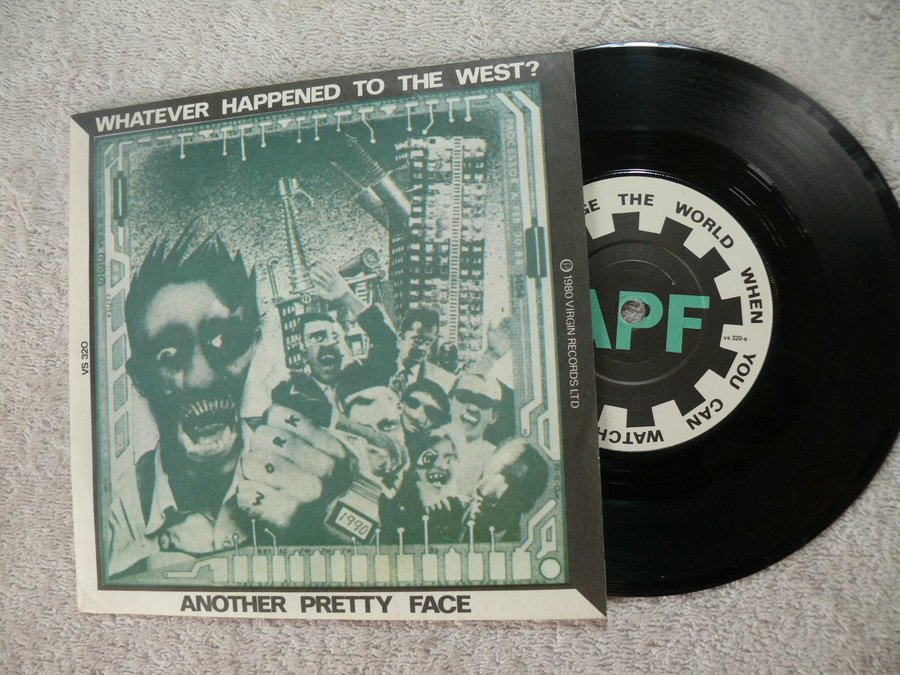 WHATEVER HAPPENED TO THE WEST?
VS 320
WORK
1990
℗ 1980 VIRGIN RECORDS LTD
ANOTHER PRETTY FACE
THE WORLD WHEN YOU CAN WATCH
APF
vs 320-a